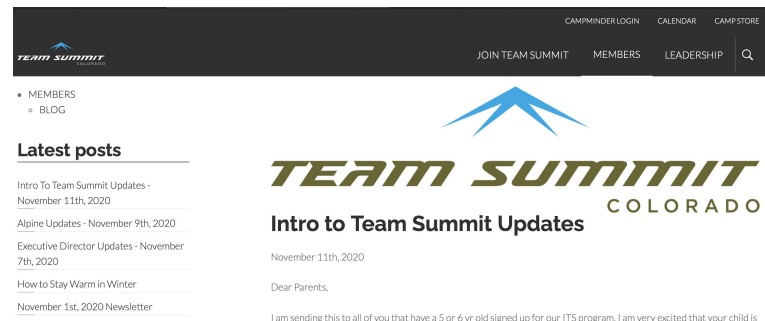 CAMPMINDER LOGIN CALENDAR CAMP STORE
TEAM SUMMIT
COLORADO
JOIN TEAM SUMMIT MEMBERS LEADERSHIP
• MEMBERS
◦ BLOG
Latest posts
Intro To Team Summit Updates -
November 11th, 2020
Alpine Updates - November 9th, 2020
Executive Director Updates - November
7th, 2020
How to Stay Warm in Winter
November 1st, 2020 Newsletter
TEAM SUMMIT
COLORADO
Intro to Team Summit Updates
November 11th, 2020
Dear Parents,
I am sending this to all of you that have a 5 or 6 yr old signed up for our ITS program. I am very excited that your child is